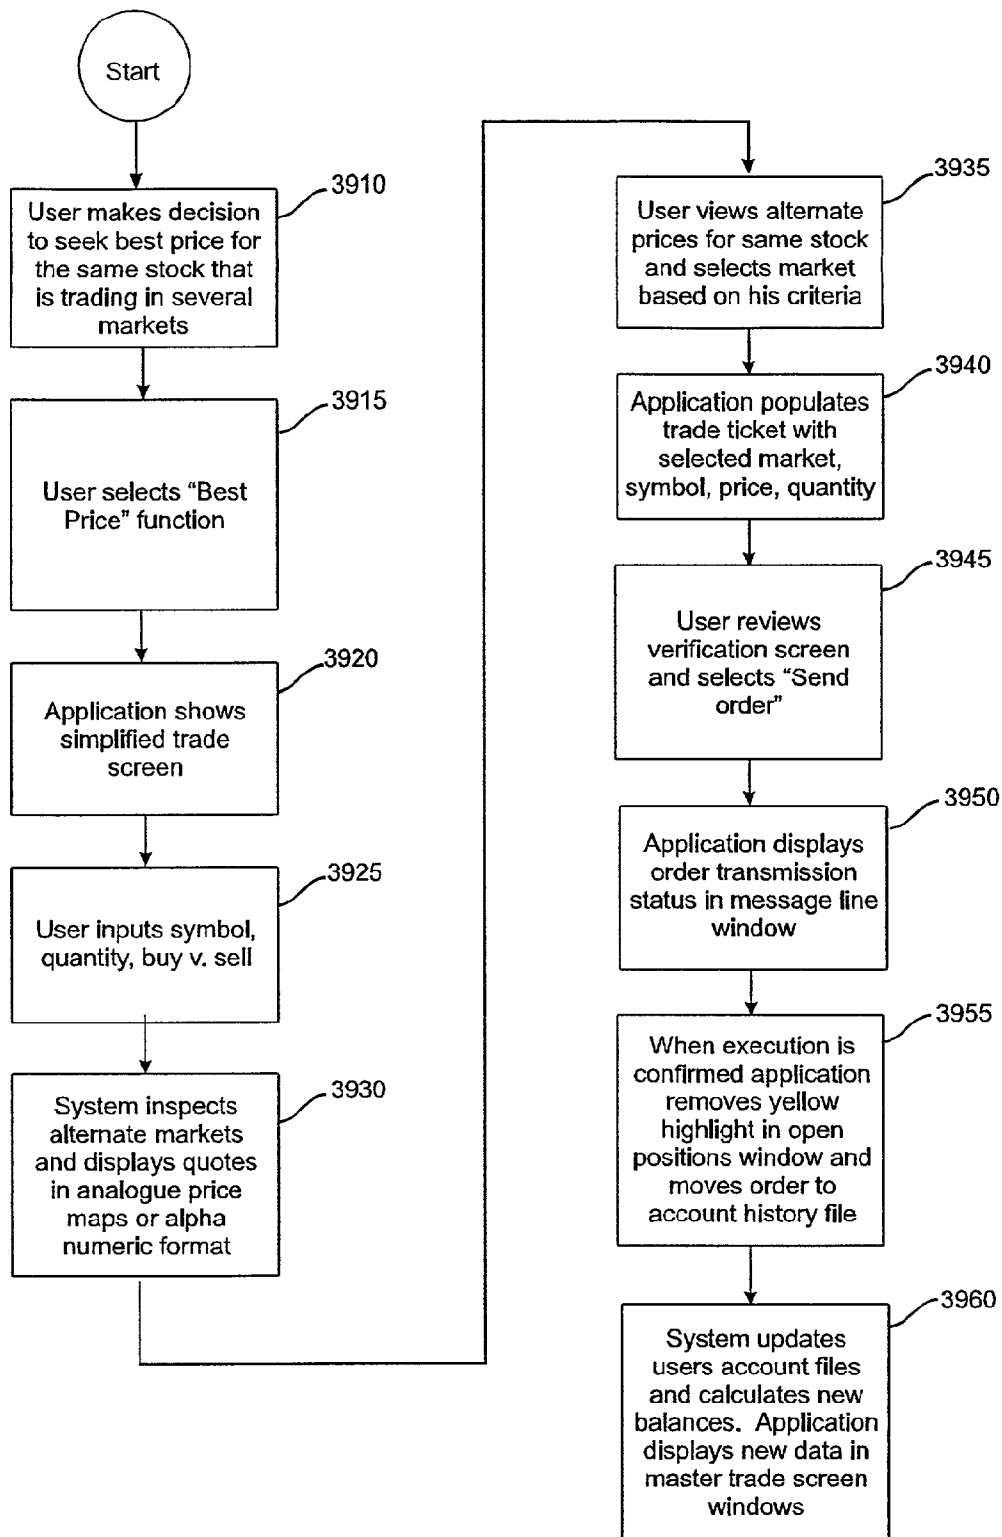 Start
3910
User makes decision
to seek best price for
the same stock that
is trading in several
markets
3915
User selects “Best
Price” function
3920
Application shows
simplified trade
screen
3925
User inputs symbol,
quantity, buy v. sell
3930
System inspects
alternate markets
and displays quotes
in analogue price
maps or alpha
numeric format
3935
User views alternate
prices for same stock
and selects market
based on his criteria
3940
Application populates
trade ticket with
selected market,
symbol, price, quantity
3945
User reviews
verification screen
and selects “Send
order”
3950
Application displays
order transmission
status in message line
window
3955
When execution is
confirmed application
removes yellow
highlight in open
positions window and
moves order to
account history file
3960
System updates
users account files
and calculates new
balances. Application
displays new data in
master trade screen
windows